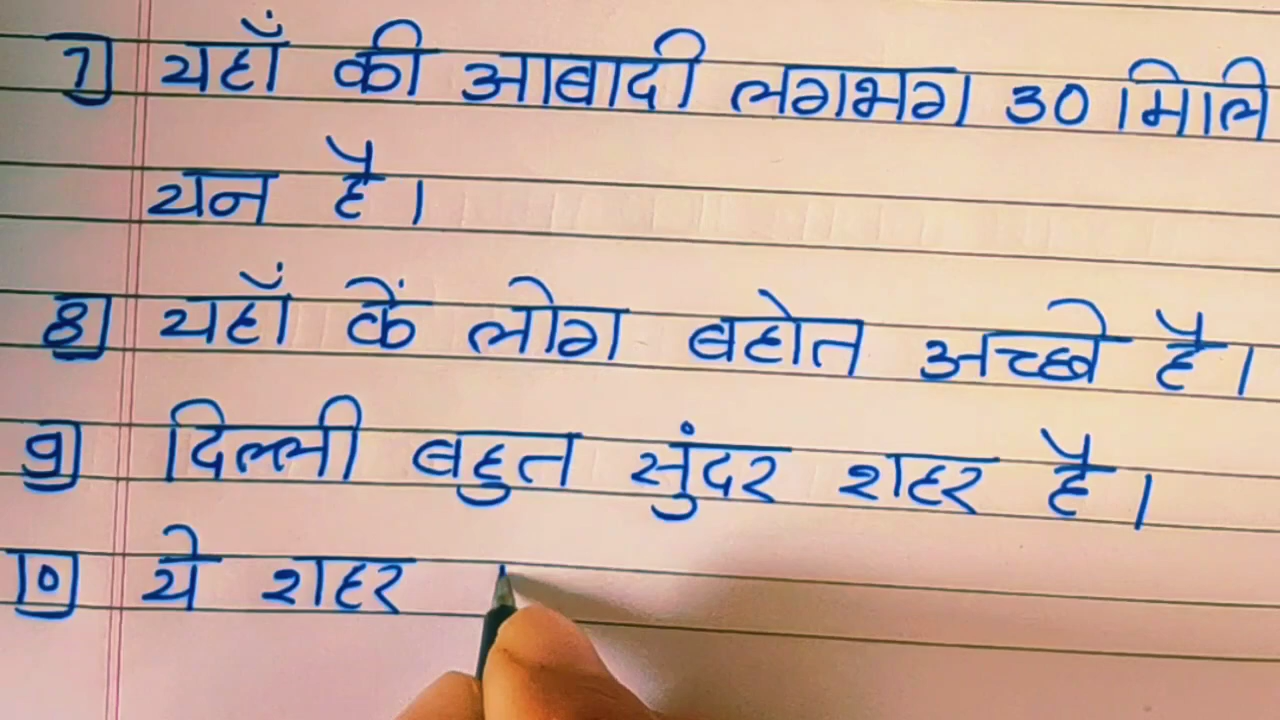 7] यहाँ की आबादी लगभग 30 मिलि
यन है।
8] यहाँ कें लोग बहोत अच्छे है।
9] दिल्ली बहुत सुंदर शहर है।
10] ये शहर